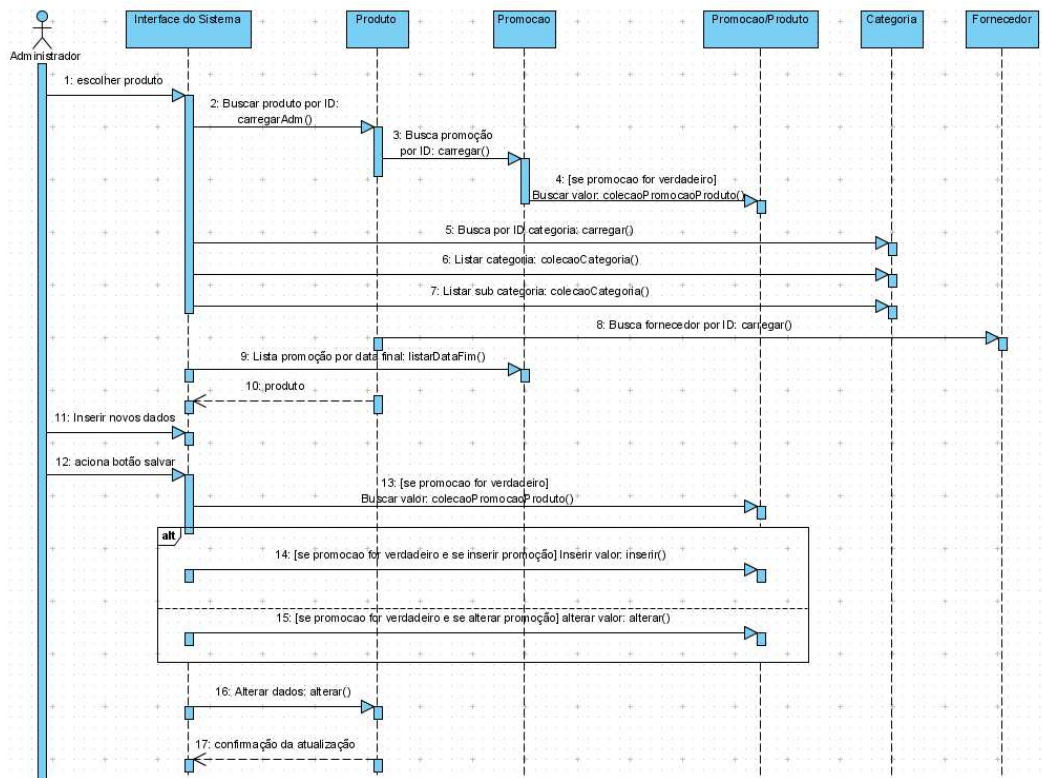 Interface do Sistema
Produto
Promocao
Promocao/Produto
Categoria
Fornecedor
Administrador
1: escolher produto
2: Buscar produto por ID:
carregarAdm()
3: Busca promoção
por ID: carregar()
4: [se promocao for verdadeiro]
Buscar valor: colecaoPromocaoProduto()
5: Busca por ID categoria: carregar()
6: Listar categoria: colecaoCategoria()
7: Listar sub categoria: colecaoCategoria()
8: Busca fornecedor por ID: carregar()
9: Lista promoção por data final: listarDataFim()
10: produto
11: Inserir novos dados
12: aciona botão salvar
13: [se promocao for verdadeiro]
Buscar valor: colecaoPromocaoProduto()
alt
14: [se promocao for verdadeiro e se inserir promoção] Inserir valor: inserir()
15: [se promocao for verdadeiro e se alterar promoção] alterar valor: alterar()
16: Alterar dados: alterar()
17: confirmação da atualização